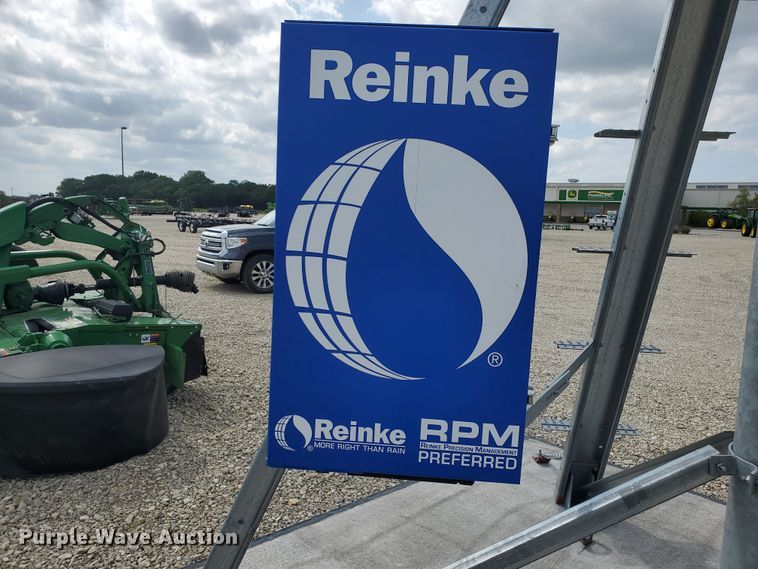 Reinke
®
Reinke®
MORE RIGHT THAN RAIN
RPM
REINKE PRECISION MANAGEMENT
PREFERRED
Purple Wave Auction